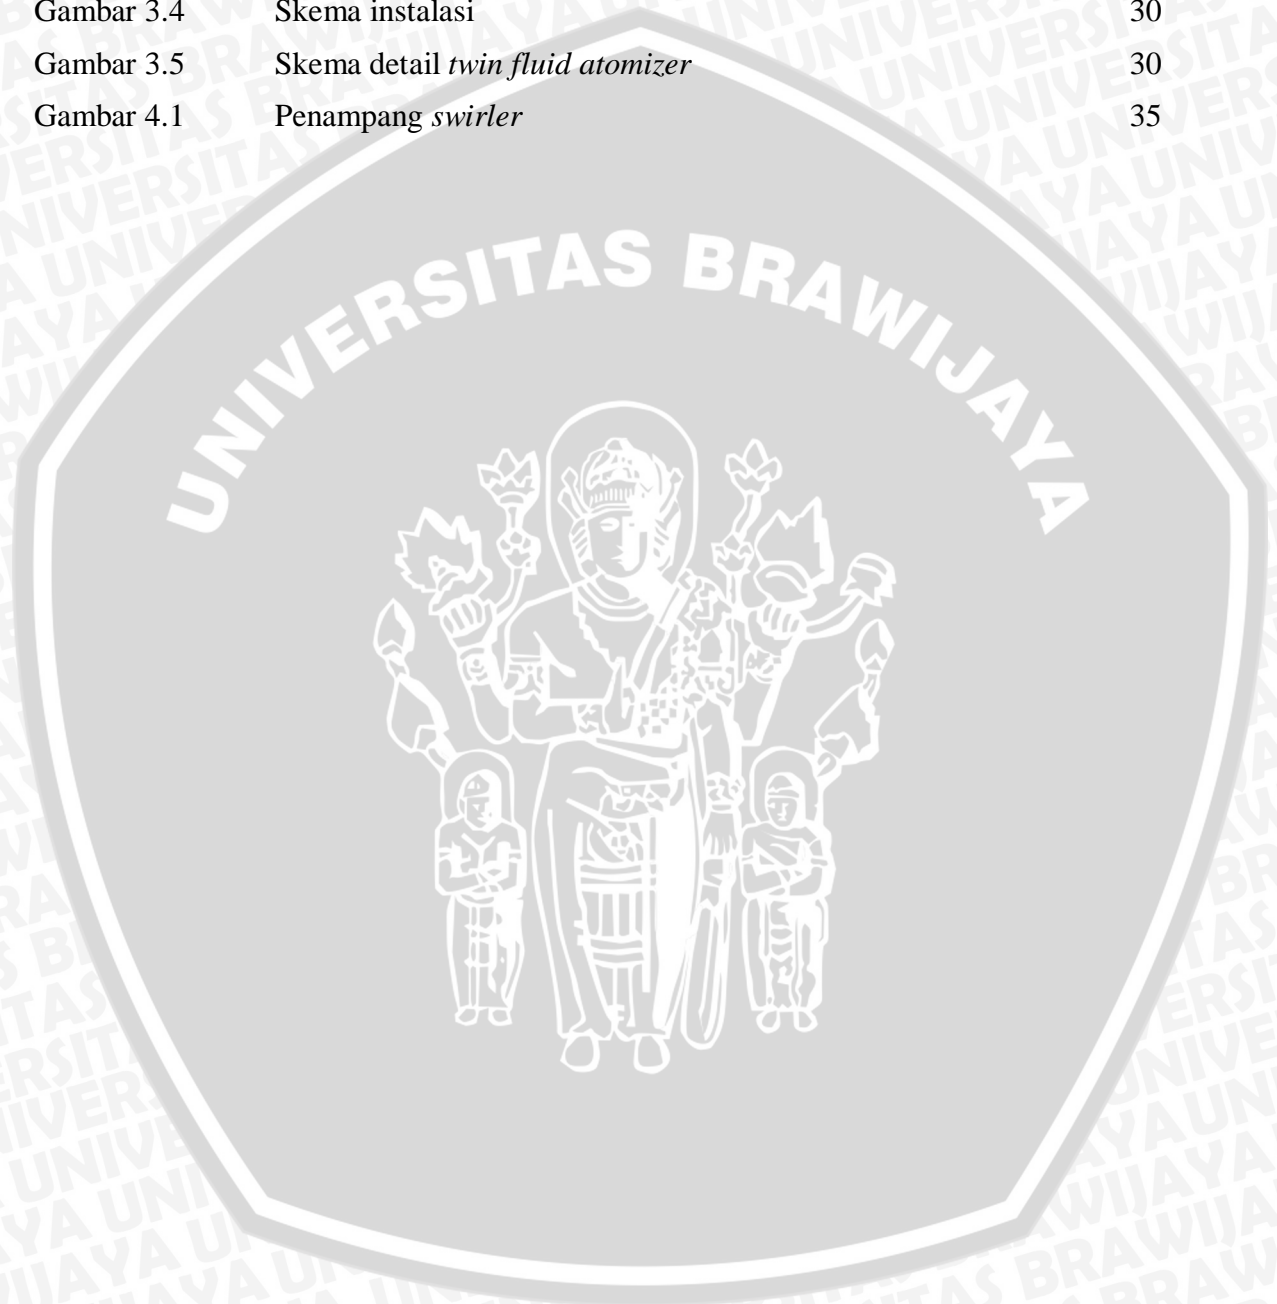 Gambar 3.4 Skema instalasi 30
Gambar 3.5 Skema detail twin fluid atomizer 30
Gambar 4.1 Penampang swirler 35
UNIVERSITAS BRAWIJAYA